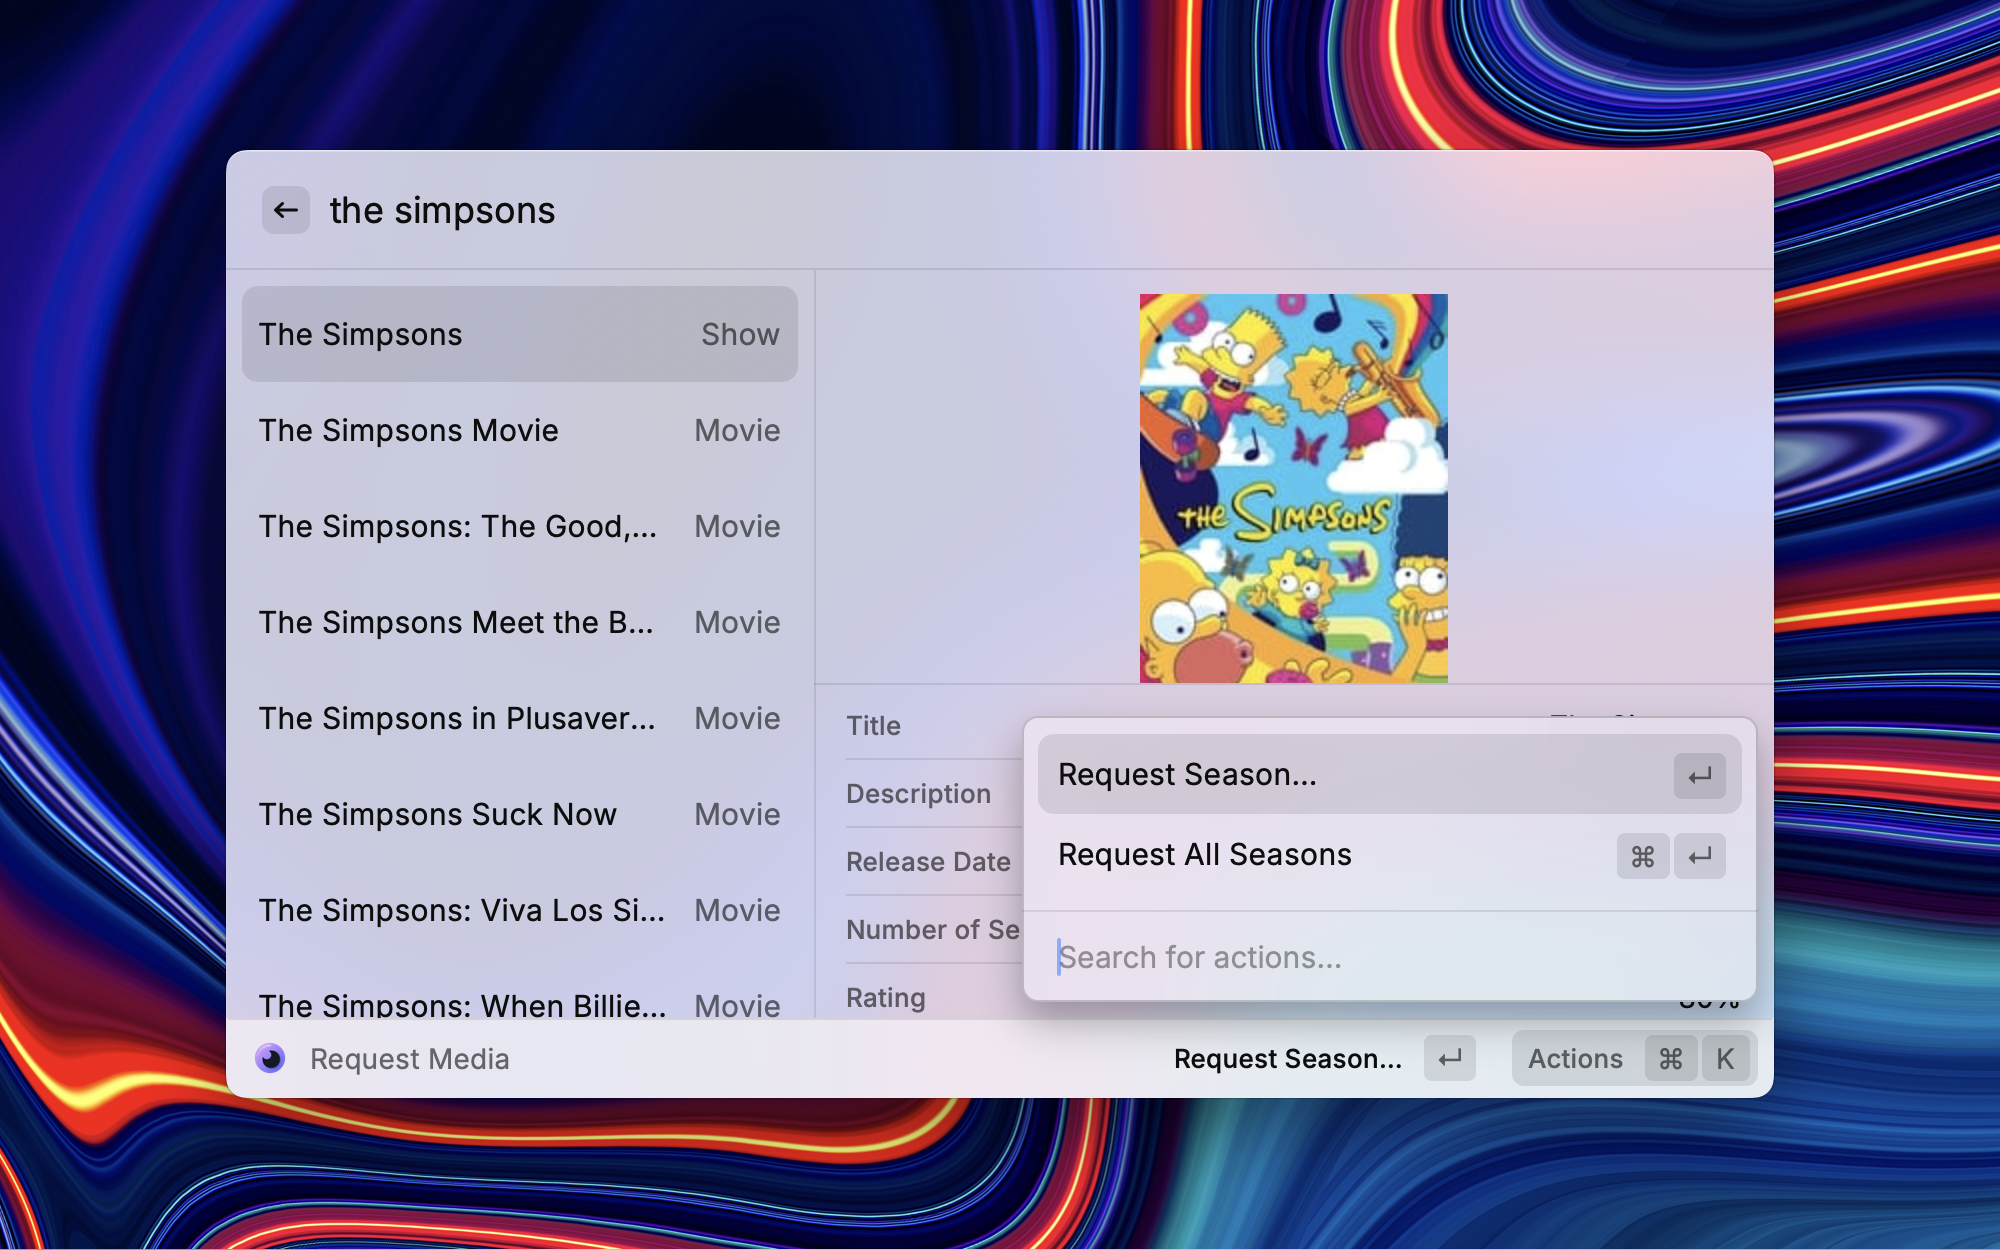 the simpsons
The Simpsons Show
The Simpsons Movie Movie
The Simpsons: The Good,... Movie
The Simpsons Meet the B... Movie
The Simpsons in Plusaver... Movie
The Simpsons Suck Now Movie
The Simpsons: Viva Los Si... Movie
The Simpsons: When Billie... Movie
THE SIMPSONS
Title
Description
Release Date
Number of Se
Rating
Request Season...
Request All Seasons ⌘
Search for actions...
Request Media
Request Season...
Actions ⌘ K